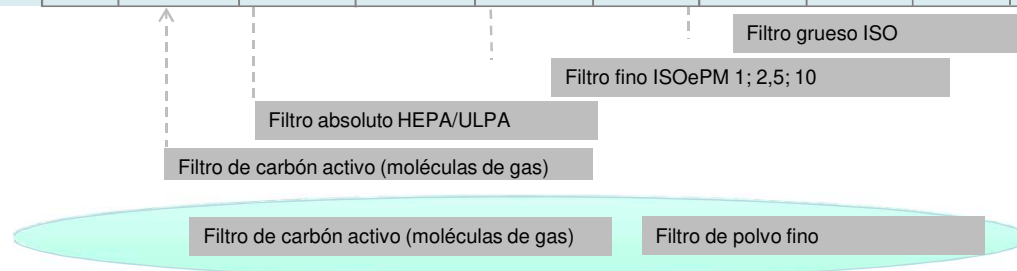 Filtro grueso ISO
Filtro fino ISOePM 1; 2,5; 10
Filtro absoluto HEPA/ULPA
Filtro de carbón activo (moléculas de gas)
Filtro de carbón activo (moléculas de gas)
Filtro de polvo fino